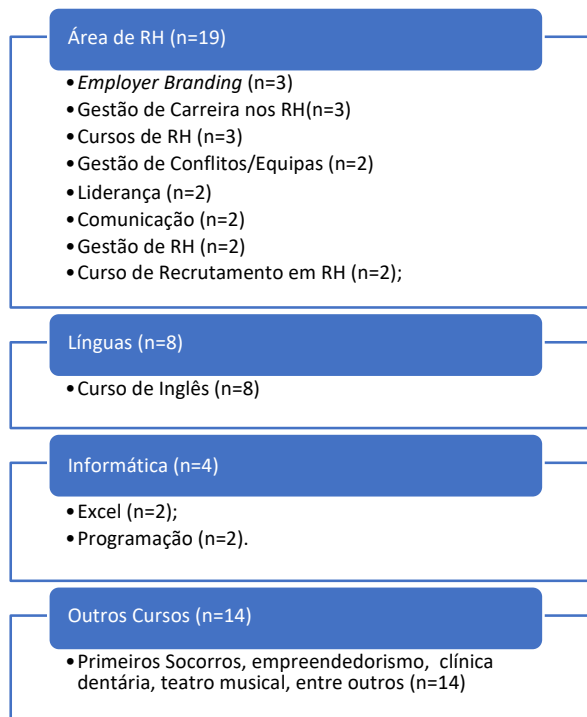 Área de RH (n=19)
•Employer Branding (n=3)
•Gestão de Carreira nos RH(n=3)
•Cursos de RH (n=3)
•Gestão de Conflitos/Equipas (n=2)
•Liderança (n=2)
•Comunicação (n=2)
•Gestão de RH (n=2)
•Curso de Recrutamento em RH (n=2);
Línguas (n=8)
•Curso de Inglês (n=8)
Informática (n=4)
•Excel (n=2);
•Programação (n=2).
Outros Cursos (n=14)
•Primeiros Socorros, empreendedorismo, clínica
dentária, teatro musical, entre outros (n=14)